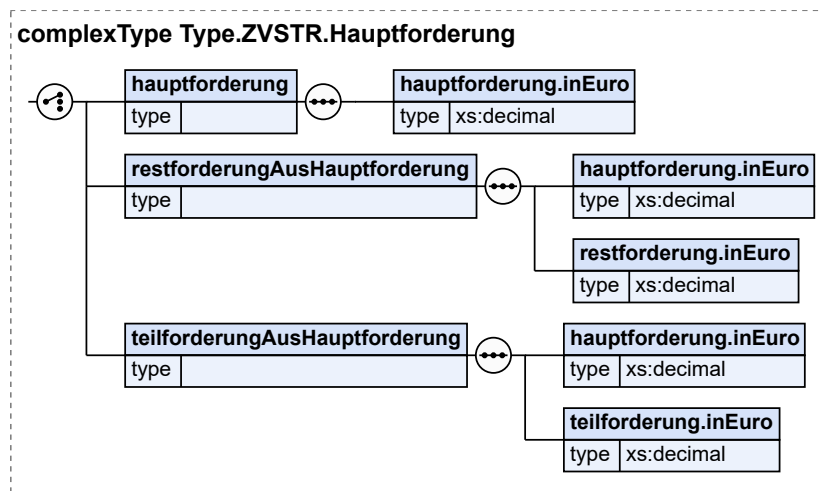 complexType Type.ZVSTR.Hauptforderung
hauptforderung
type
hauptforderung.inEuro
type xs:decimal
restforderungAusHauptforderung
type
hauptforderung.inEuro
type xs:decimal
restforderung.inEuro
type xs:decimal
teilforderungAusHauptforderung
type
hauptforderung.inEuro
type xs:decimal
teilforderung.inEuro
type xs:decimal